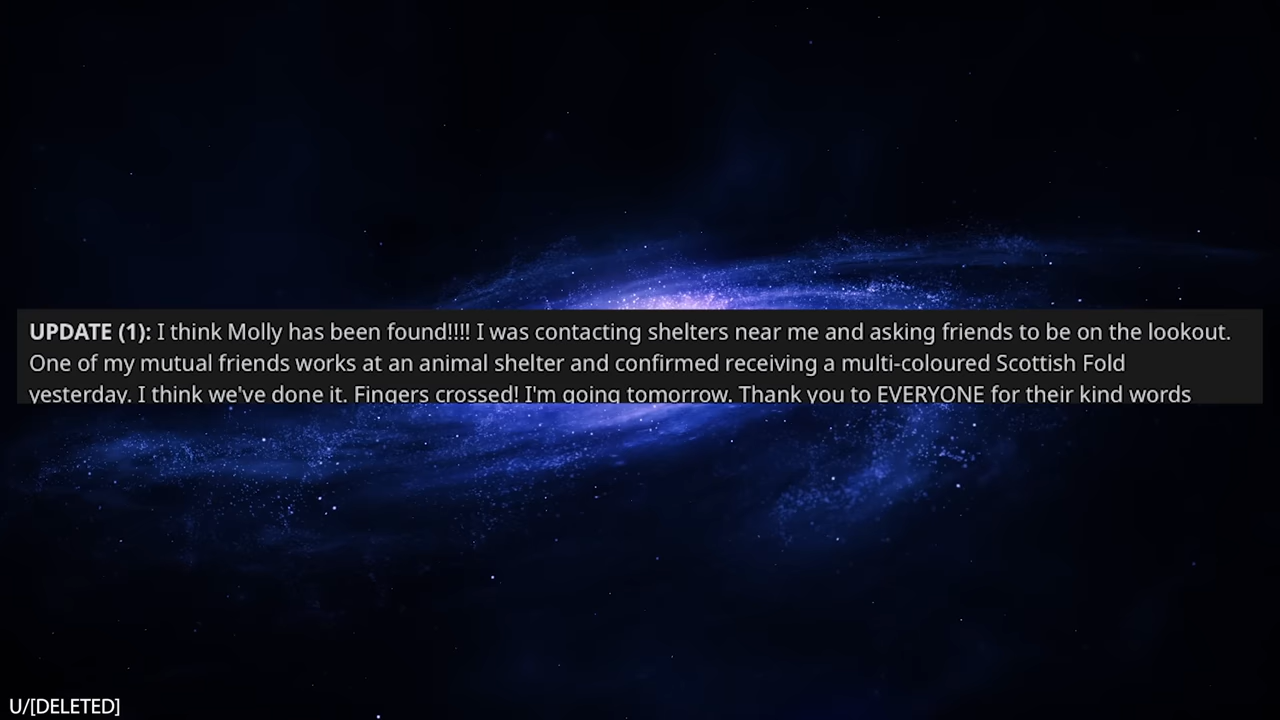 UPDATE (1): I think Molly has been found!!!! I was contacting shelters near me and asking friends to be on the lookout.
One of my mutual friends works at an animal shelter and confirmed receiving a multi-coloured Scottish Fold
yesterday. I think we've done it. Fingers crossed! I'm going tomorrow. Thank you to EVERYONE for their kind words
U/[DELETED]